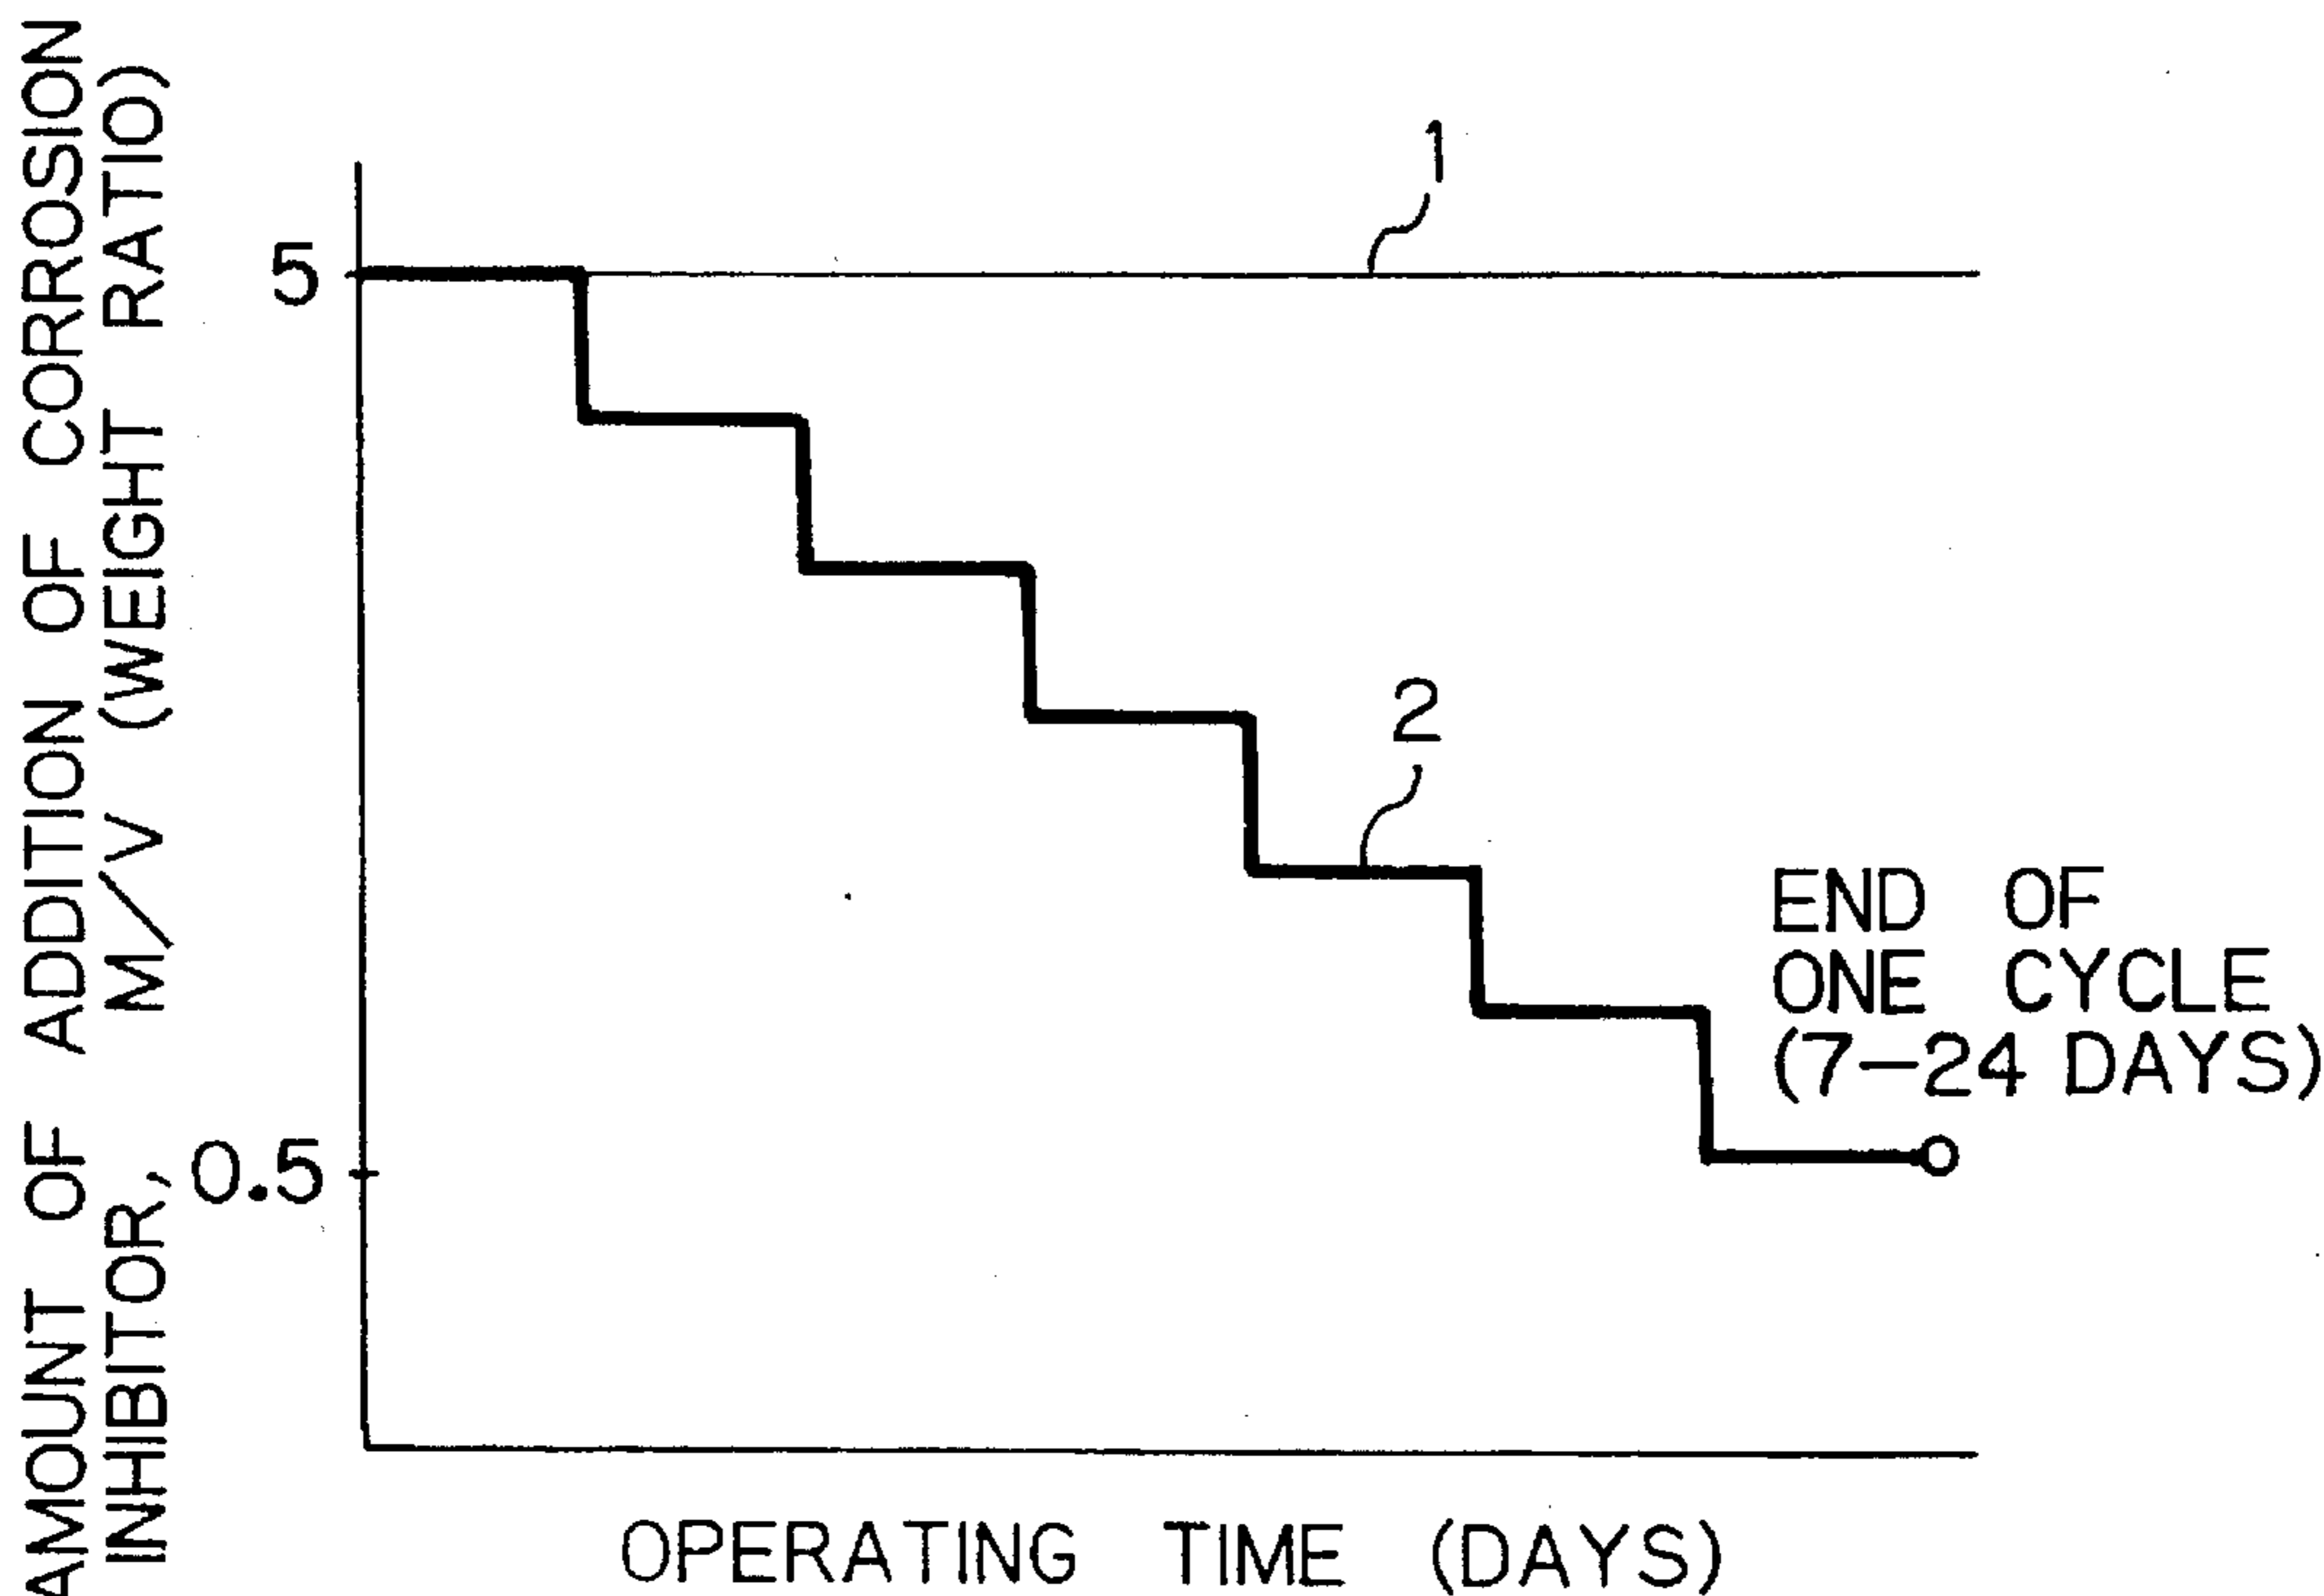 AMOUNT OF ADDITION OF CORROSION
INHIBITOR, M/V (WEIGHT RATIO)
5
1
2
0.5
END OF
ONE CYCLE
(7-24 DAYS)
OPERATING TIME (DAYS)